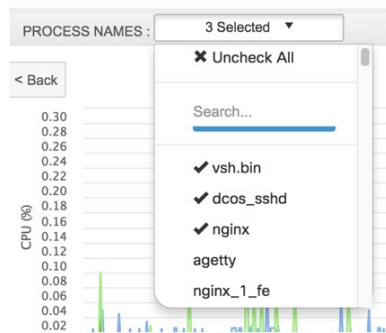 PROCESS NAMES : 3 Selected ▼
✖ Uncheck All
< Back
Search...
0.30
0.28
0.26
0.24
0.22
0.20
0.18
0.16
0.14
0.12
0.10
0.08
0.06
0.04
0.02
CPU (%)
✔ vsh.bin
✔ dcos_sshd
✔ nginx
agetty
nginx_1_fe